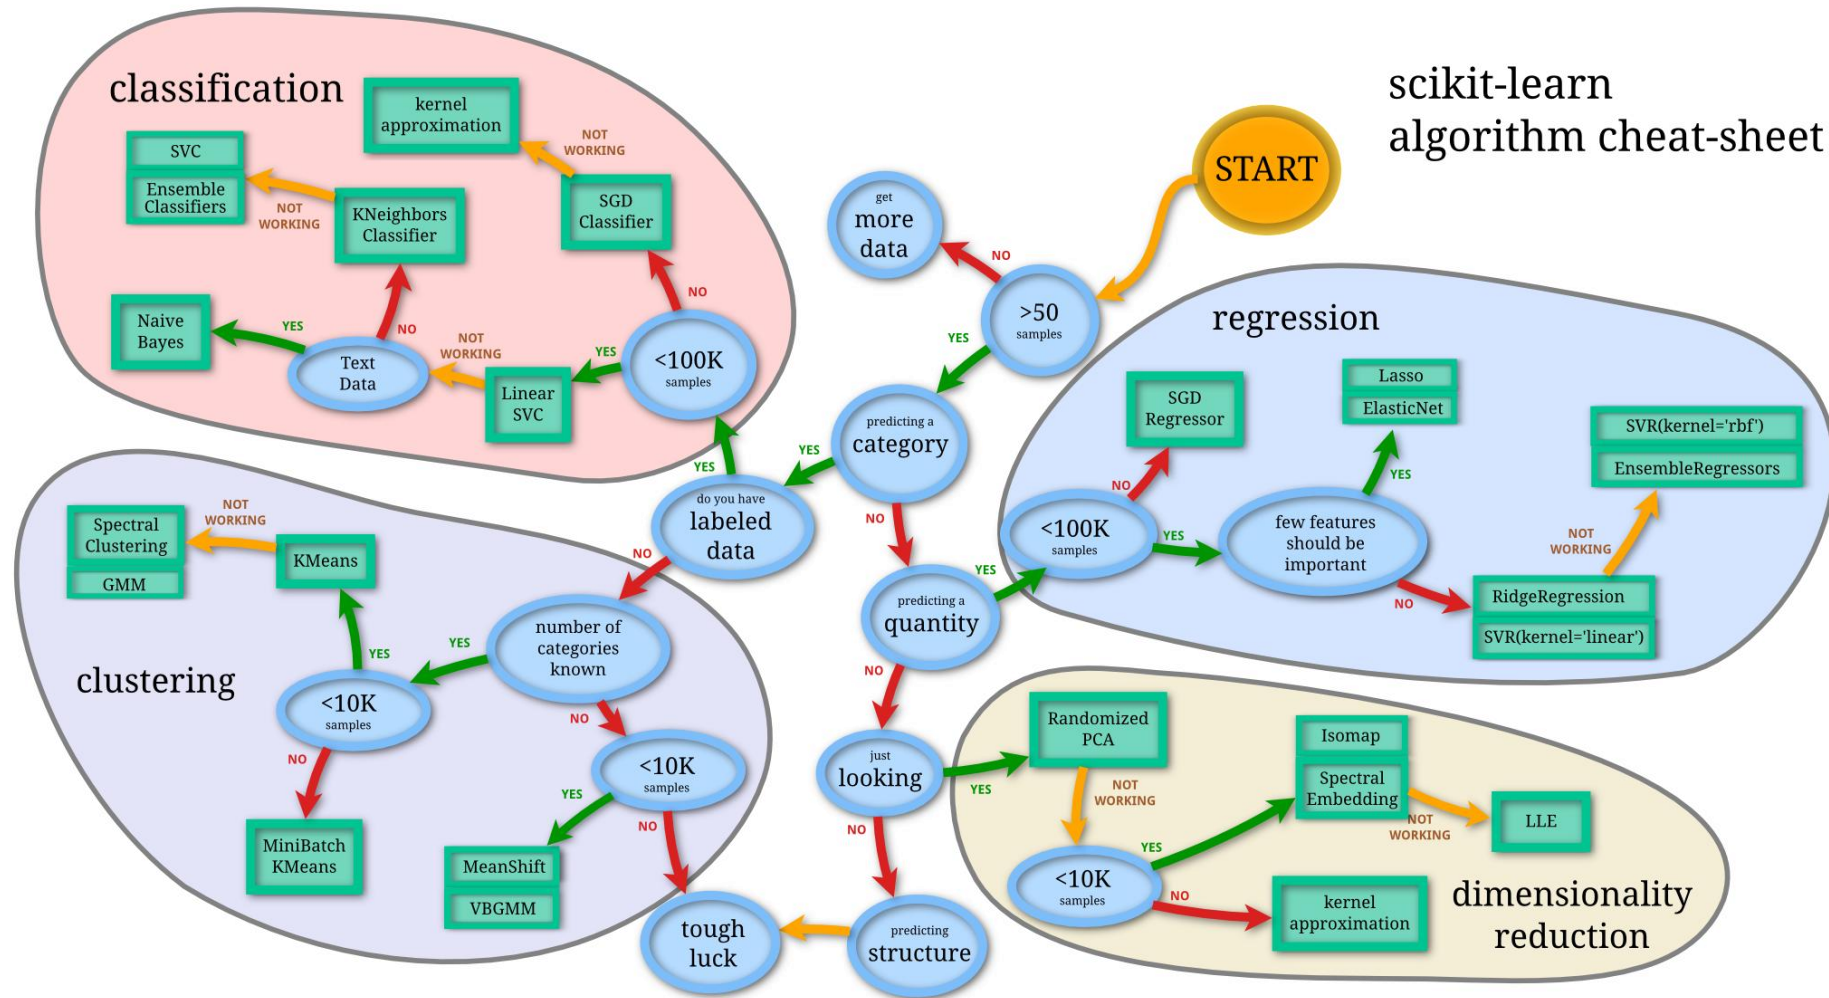 scikit-learn
algorithm cheat-sheet
START
classification
kernel
approximation
NOT
WORKING
SVC
Ensemble
Classifiers
NOT
WORKING
KNeighbors
Classifier
SGD
Classifier
NO
Naive
Bayes
YES
NO
Text
Data
NOT
WORKING
Linear
SVC
YES
<100K
samples
YES
get
more
data
NO
>50
samples
YES
predicting a
category
YES
NO
do you have
labeled
data
NO
predicting a
quantity
YES
NO
just
looking
YES
NO
predicting
structure
tough
luck
regression
SGD
Regressor
Lasso
ElasticNet
SVR(kernel='rbf')
EnsembleRegressors
NO
YES
<100K
samples
YES
few features
should be
important
NOT
WORKING
NO
RidgeRegression
SVR(kernel='linear')
clustering
Spectral
Clustering
GMM
NOT
WORKING
KMeans
YES
<10K
samples
YES
number of
categories
known
NO
NO
MiniBatch
KMeans
<10K
samples
YES
NO
MeanShift
VBGMM
Randomized
PCA
NOT
WORKING
Isomap
Spectral
Embedding
NOT
WORKING
LLE
YES
<10K
samples
NO
kernel
approximation
dimensionality
reduction